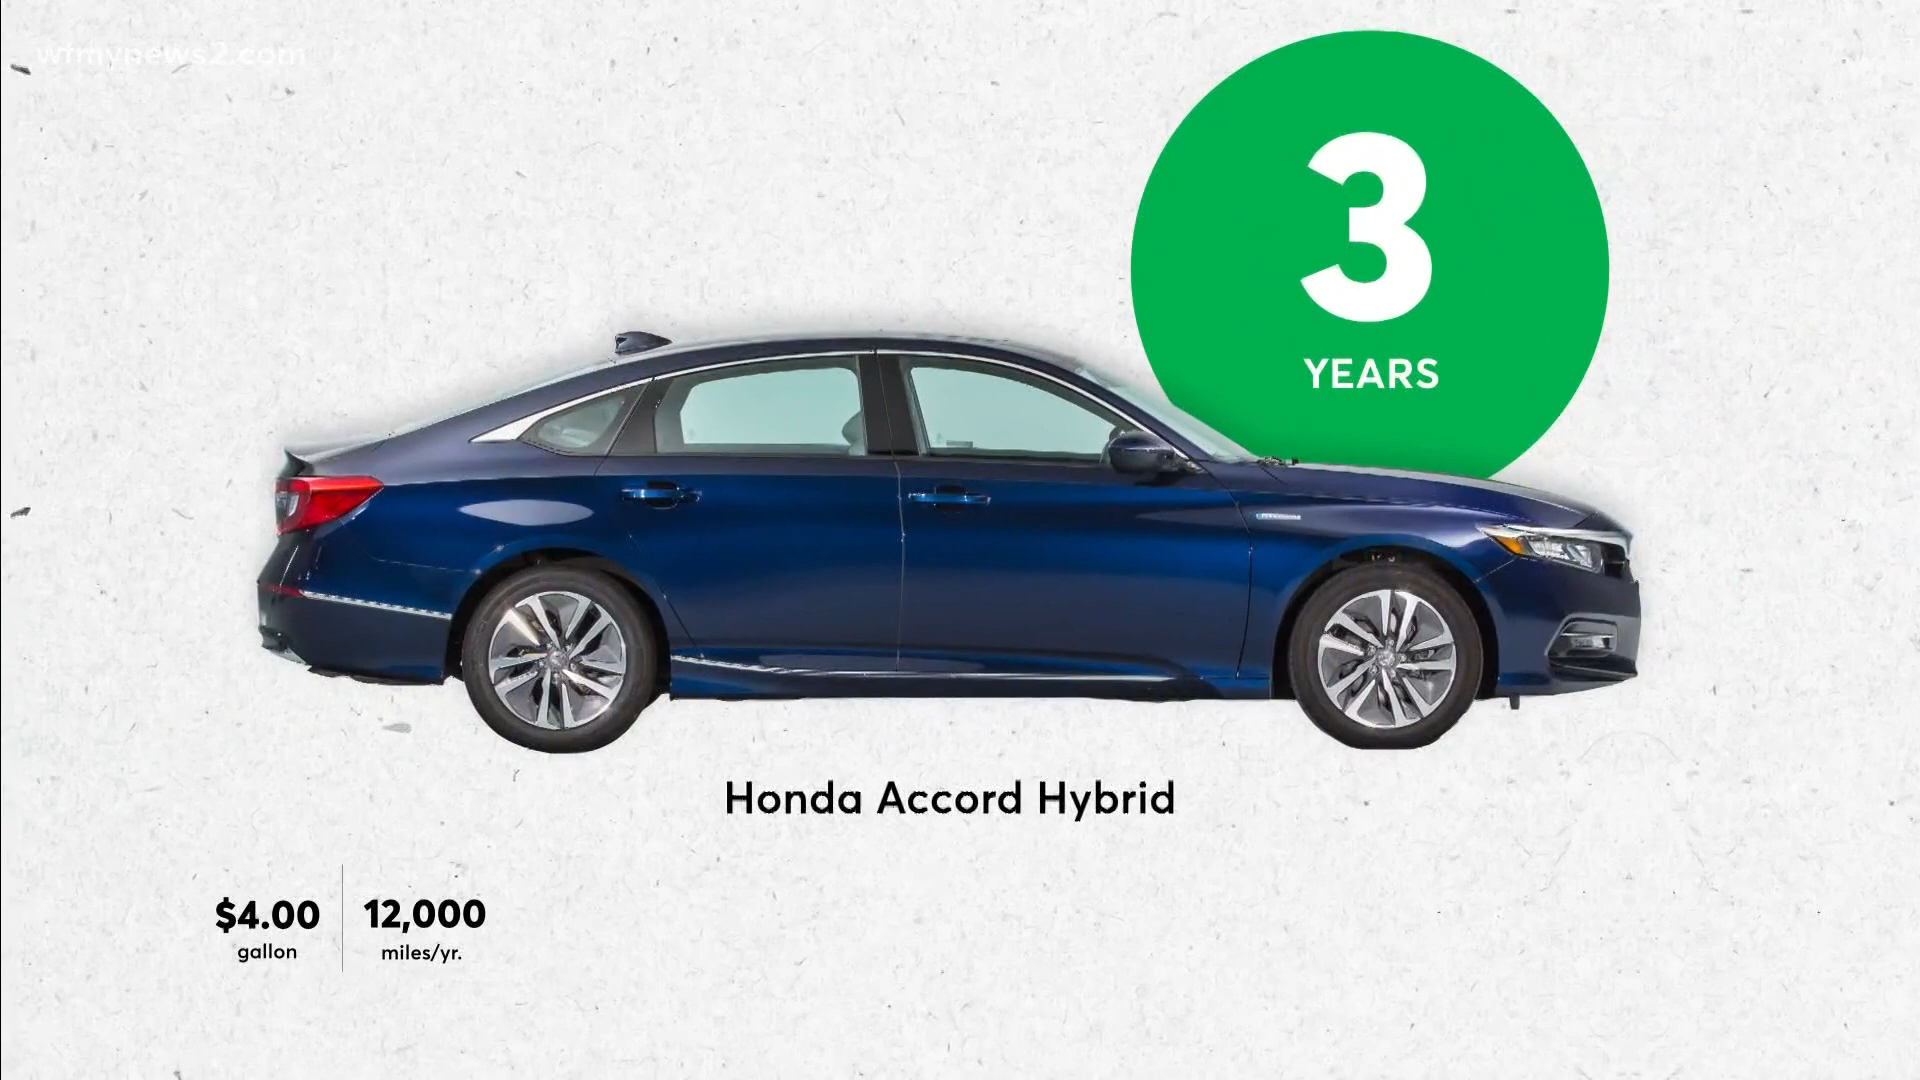 wfmynews2.com
3
YEARS
Honda Accord Hybrid
$4.00
gallon
12,000
miles/yr.